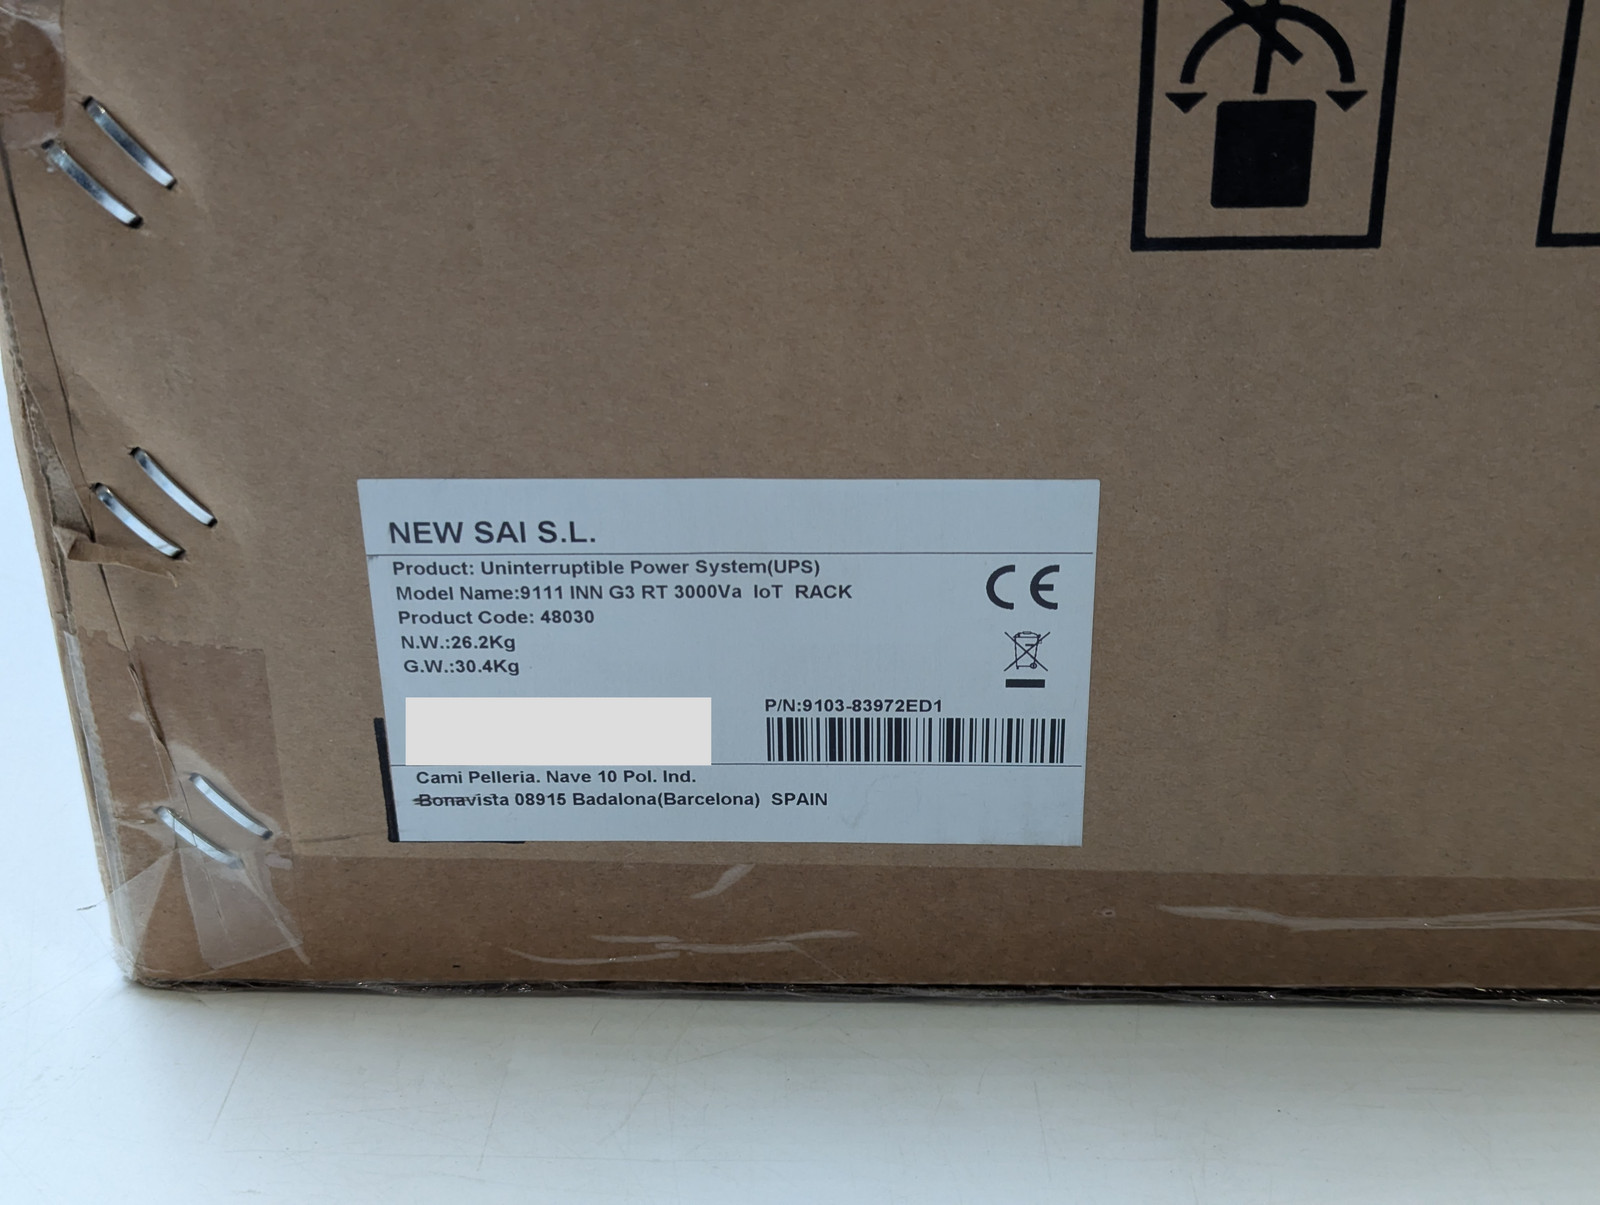 NEW SAI S.L.
Product: Uninterruptible Power System(UPS)
Model Name:9111 INN G3 RT 3000Va IoT RACK
Product Code: 48030
N.W.:26.2Kg
G.W.:30.4Kg
CE
P/N:9103-83972ED1
Cami Pelleria. Nave 10 Pol. Ind.
Bonavista 08915 Badalona(Barcelona) SPAIN